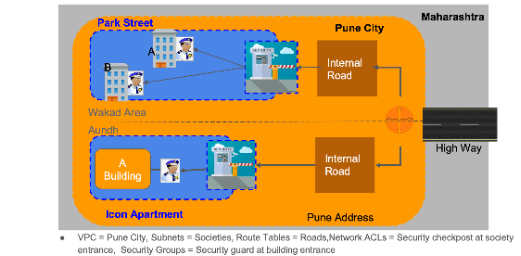 Maharashtra
Park Street
Pune City
A
B
Internal
Road
Wakad Area
Aundh
High Way
A
Building
Internal
Road
Icon Apartment
Pune Address
● VPC = Pune City, Subnets = Societies, Route Tables = Roads,Network ACLs = Security checkpost at society
entrance, Security Groups = Security guard at building entrance